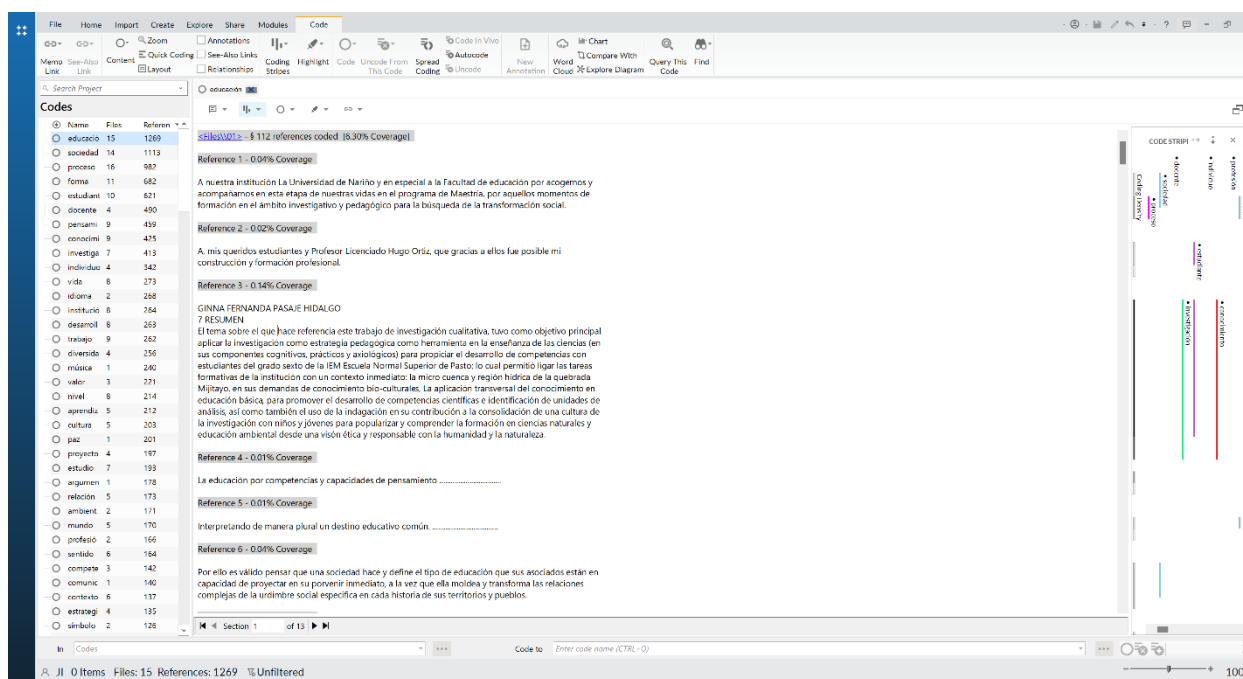 File Home Import Create Explore Share Modules Code
Memo Link
See-Also Link
Content
Zoom
Quick Coding
Layout
Annotations
See-Also Links
Relationships
Coding Stripes
Highlight
Code
Uncode From This Code
Spread Coding
Code In Vivo
Autocode
Uncode
New Annotation
Word Cloud
Chart
Compare With
Explore Diagram
Query This Code
Find
Search Project
Codes
Name Files Referen
educació 15 1269
sociedad 14 1113
proceso 16 982
forma 11 682
estudiant 10 621
docente 4 490
pensami 9 459
conocimi 9 425
investiga 7 413
individuo 4 342
vida 8 273
idioma 2 268
institució 8 264
desarroll 8 263
trabajo 9 262
diversida 4 256
música 1 240
valor 3 221
nivel 8 214
aprendiz 5 212
cultura 5 203
paz 1 201
proyecto 4 197
estudio 7 193
argumen 1 178
relación 5 173
ambient 2 171
mundo 5 170
profesió 2 166
sentido 6 164
compete 3 142
comunic 1 140
contexto 6 137
estrategi 4 135
símbolo 2 126
educación
<Files\\01> - § 112 references coded [6.30% Coverage]
Reference 1 - 0.04% Coverage
A nuestra institución La Universidad de Nariño y en especial a la Facultad de educación por acogernos y
acompañarnos en esta etapa de nuestras vidas en el programa de Maestría, por aquellos momentos de
formación en el ámbito investigativo y pedagógico para la búsqueda de la transformación social.
Reference 2 - 0.02% Coverage
A, mis queridos estudiantes y Profesor Licenciado Hugo Ortiz, que gracias a ellos fue posible mi
construcción y formación profesional.
Reference 3 - 0.14% Coverage
GINNA FERNANDA PASAJE HIDALGO
7 RESUMEN
El tema sobre el que hace referencia este trabajo de investigación cualitativa, tuvo como objetivo principal
aplicar la investigación como estrategia pedagógica como herramienta en la enseñanza de las ciencias (en
sus componentes cognitivos, prácticos y axiológicos) para propiciar el desarrollo de competencias con
estudiantes del grado sexto de la IEM Escuela Normal Superior de Pasto; lo cual permitió ligar las tareas
formativas de la institución con un contexto inmediato: la micro cuenca y región hídrica de la quebrada
Mijitayo, en sus demandas de conocimiento bio-culturales, La aplicación transversal del conocimiento en
educación básica, para promover el desarrollo de competencias científicas e identificación de unidades de
análisis, así como también el uso de la indagación en su contribución a la consolidación de una cultura de
la investigación con niños y jóvenes para popularizar y comprender la formación en ciencias naturales y
educación ambiental desde una visón ética y responsable con la humanidad y la naturaleza.
Reference 4 - 0.01% Coverage
La educación por competencias y capacidades de pensamiento ................................
Reference 5 - 0.01% Coverage
Interpretando de manera plural un destino educativo común. ..................................
Reference 6 - 0.04% Coverage
Por ello es válido pensar que una sociedad hace y define el tipo de educación que sus asociados están en
capacidad de proyectar en su porvenir inmediato, a la vez que ella moldea y transforma las relaciones
complejas de la urdimbre social específica en cada historia de sus territorios y pueblos.
Section 1 of 13
CODE STRIP
Coding Density
proceso
sociedad
docente
investigación
estudiante
individuo
conocimiento
profesión
In Codes
Code to Enter code name (CTRL+Q)
JI 0 Items Files: 15 References: 1269 Unfiltered
100